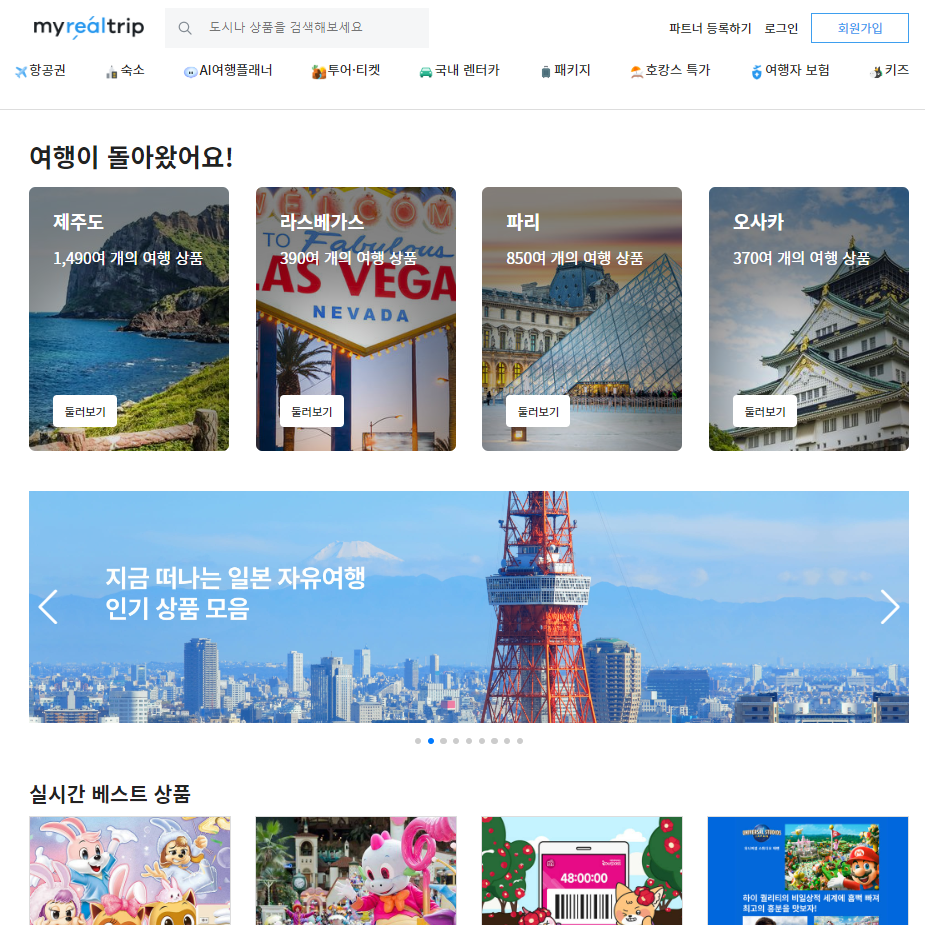 myrealtrip
도시나 상품을 검색해보세요
파트너 등록하기 로그인 회원가입
항공권 숙소 AI여행플래너 투어·티켓 국내 렌터카 패키지 호캉스 특가 여행자 보험 키즈
여행이 돌아왔어요!
제주도
1,490여 개의 여행 상품
둘러보기
라스베가스
390여 개의 여행 상품
WELCOME
TO Fabulous
LAS VEGA
NEVADA
둘러보기
파리
850여 개의 여행 상품
둘러보기
오사카
370여 개의 여행 상품
둘러보기
지금 떠나는 일본 자유여행
인기 상품 모음
실시간 베스트 상품
48:00:00
UNIVERSAL STUDIOS
하이 퀄리티의 비일상적 세계에 흠뻑 빠져
최고의 흥분을 맛보자!